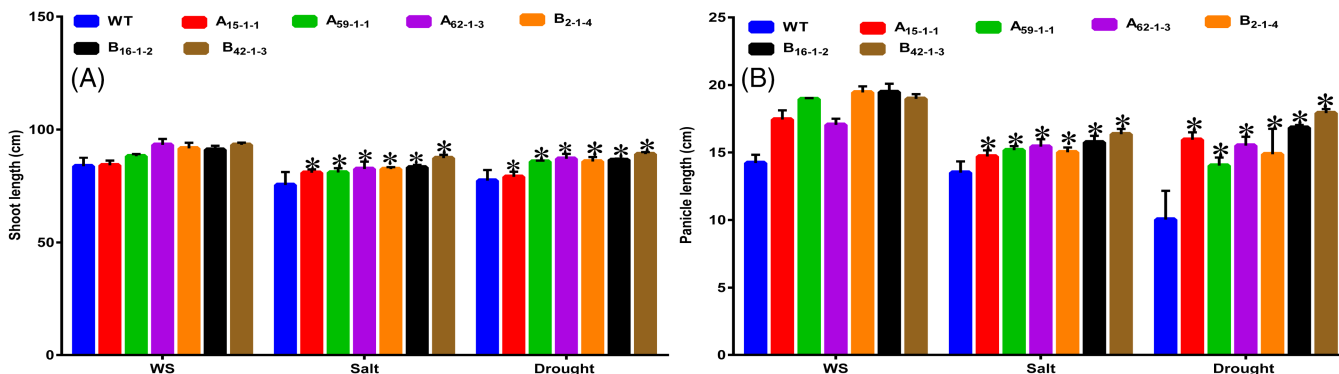 WT A15-1-1 A59-1-1 A62-1-3 B2-1-4
B16-1-2 B42-1-3
(A)
Shoot length (cm)
150
100
50
0
* * * * * *
* * * * * *
WS Salt Drought
WT A15-1-1 A59-1-1 A62-1-3 B2-1-4
B16-1-2 B42-1-3
(B)
Panicle length (cm)
25
20
15
10
5
0
* * * * * *
* * * * * *
WS Salt Drought